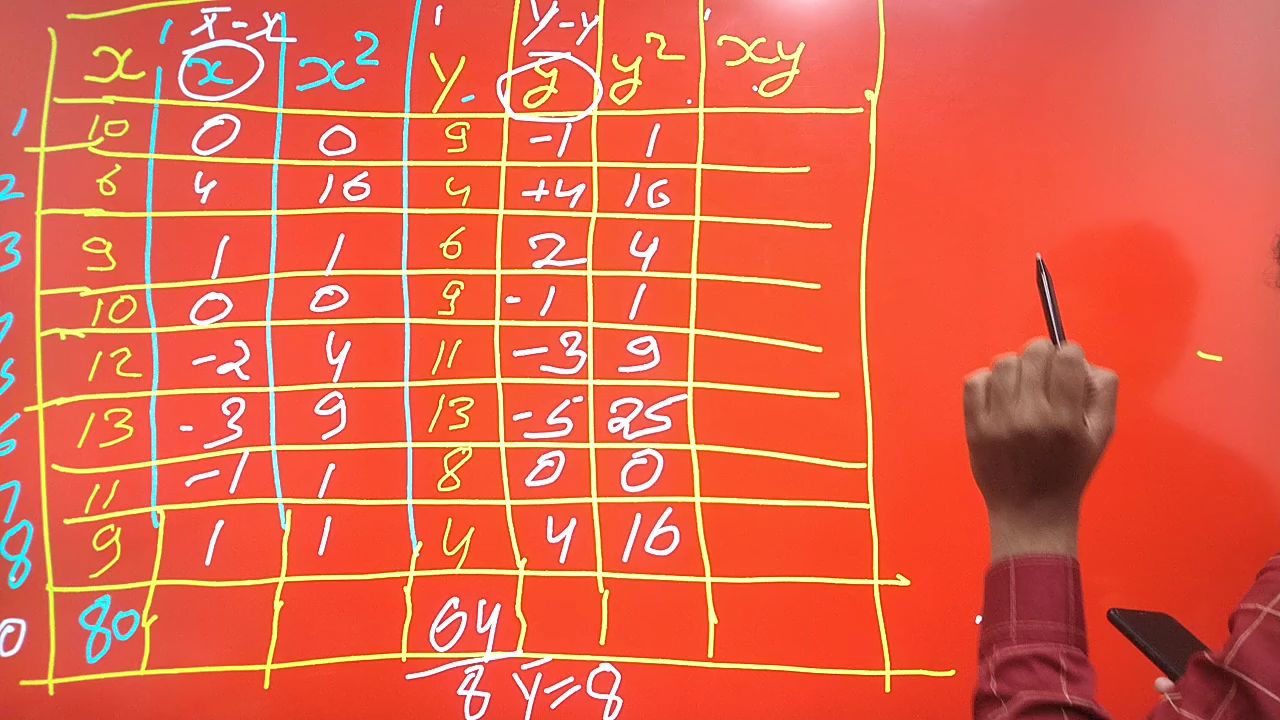 x̄-x y-y
x x x² y y̅ y² xy
1 10 0 0 9 -1 1
2 6 4 16 4 +4 16
3 9 1 1 6 2 4
10 0 0 9 -1 1
5 12 -2 4 11 -3 9
6 13 -3 9 13 -5 25
7 11 -1 1 8 0 0
8 9 1 1 4 4 16
0 80 64
8 y̅=8